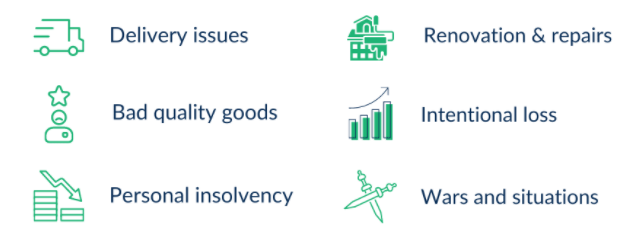 Delivery issues
Renovation & repairs
Bad quality goods
Intentional loss
Personal insolvency
Wars and situations